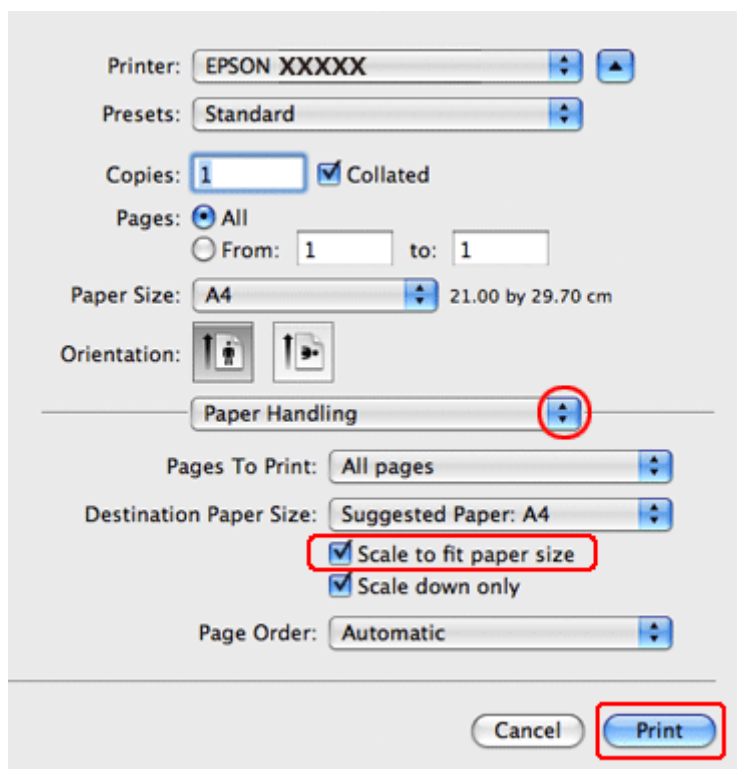 Printer: EPSON XXXXX
Presets: Standard
Copies: 1 Collated
Pages: All
From: 1 to: 1
Paper Size: A4 21.00 by 29.70 cm
Orientation:
Paper Handling
Pages To Print: All pages
Destination Paper Size: Suggested Paper: A4
Scale to fit paper size
Scale down only
Page Order: Automatic
Cancel Print